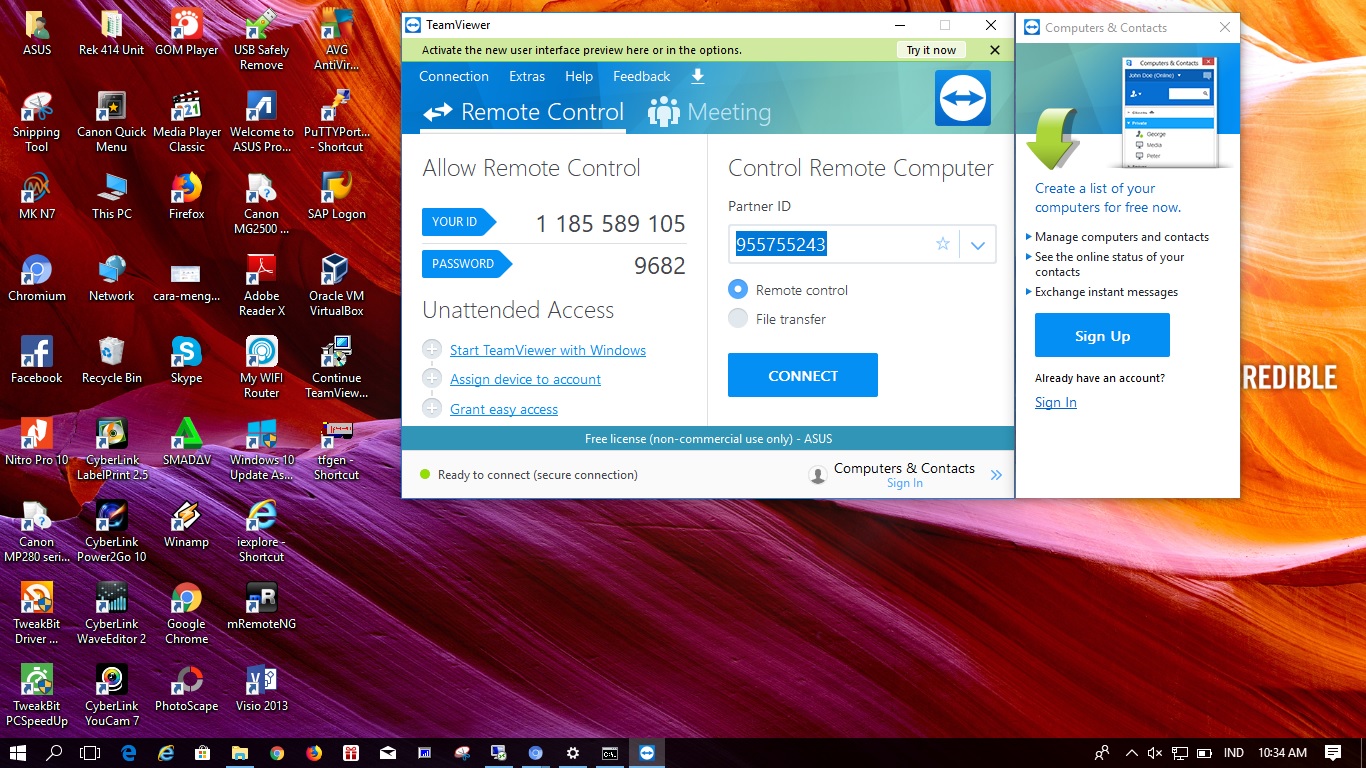 ASUS
Rek 414 Unit
GOM Player
USB Safely
Remove
AVG
AntiVir...
Snipping
Tool
Canon Quick
Menu
Media Player
Classic
21
Welcome to
ASUS Pro...
PuTTYPort...
- Shortcut
MK N7
This PC
Firefox
Canon
MG2500 ...
SAP Logon
Chromium
Network
cara-meng...
Adobe
Reader X
Oracle VM
VirtualBox
Facebook
Recycle Bin
Skype
My WIFI
Router
Continue
TeamView...
Nitro Pro 10
CyberLink
LabelPrint 2.5
SMADΔV
Windows 10
Update As...
tfgen -
Shortcut
Canon
MP280 seri...
CyberLink
Power2Go 10
Winamp
iexplore -
Shortcut
TweakBit
Driver ...
CyberLink
WaveEditor 2
Google
Chrome
mRemoteNG
TweakBit
PCSpeedUp
CyberLink
YouCam 7
PhotoScape
Visio 2013
TeamViewer
Activate the new user interface preview here or in the options.
Try it now
Connection
Extras
Help
Feedback
Remote Control
Meeting
Allow Remote Control
YOUR ID
1 185 589 105
PASSWORD
9682
Unattended Access
Start TeamViewer with Windows
Assign device to account
Grant easy access
Control Remote Computer
Partner ID
955755243
Remote control
File transfer
CONNECT
Free license (non-commercial use only) - ASUS
Ready to connect (secure connection)
Computers & Contacts
Sign In
Computers & Contacts
Computers & Contacts
John Doe (Online)
Private
George
Media
Peter
Create a list of your
computers for free now.
Manage computers and contacts
See the online status of your
contacts
Exchange instant messages
Sign Up
Already have an account?
Sign In
REDIBLE
IND
10:34 AM